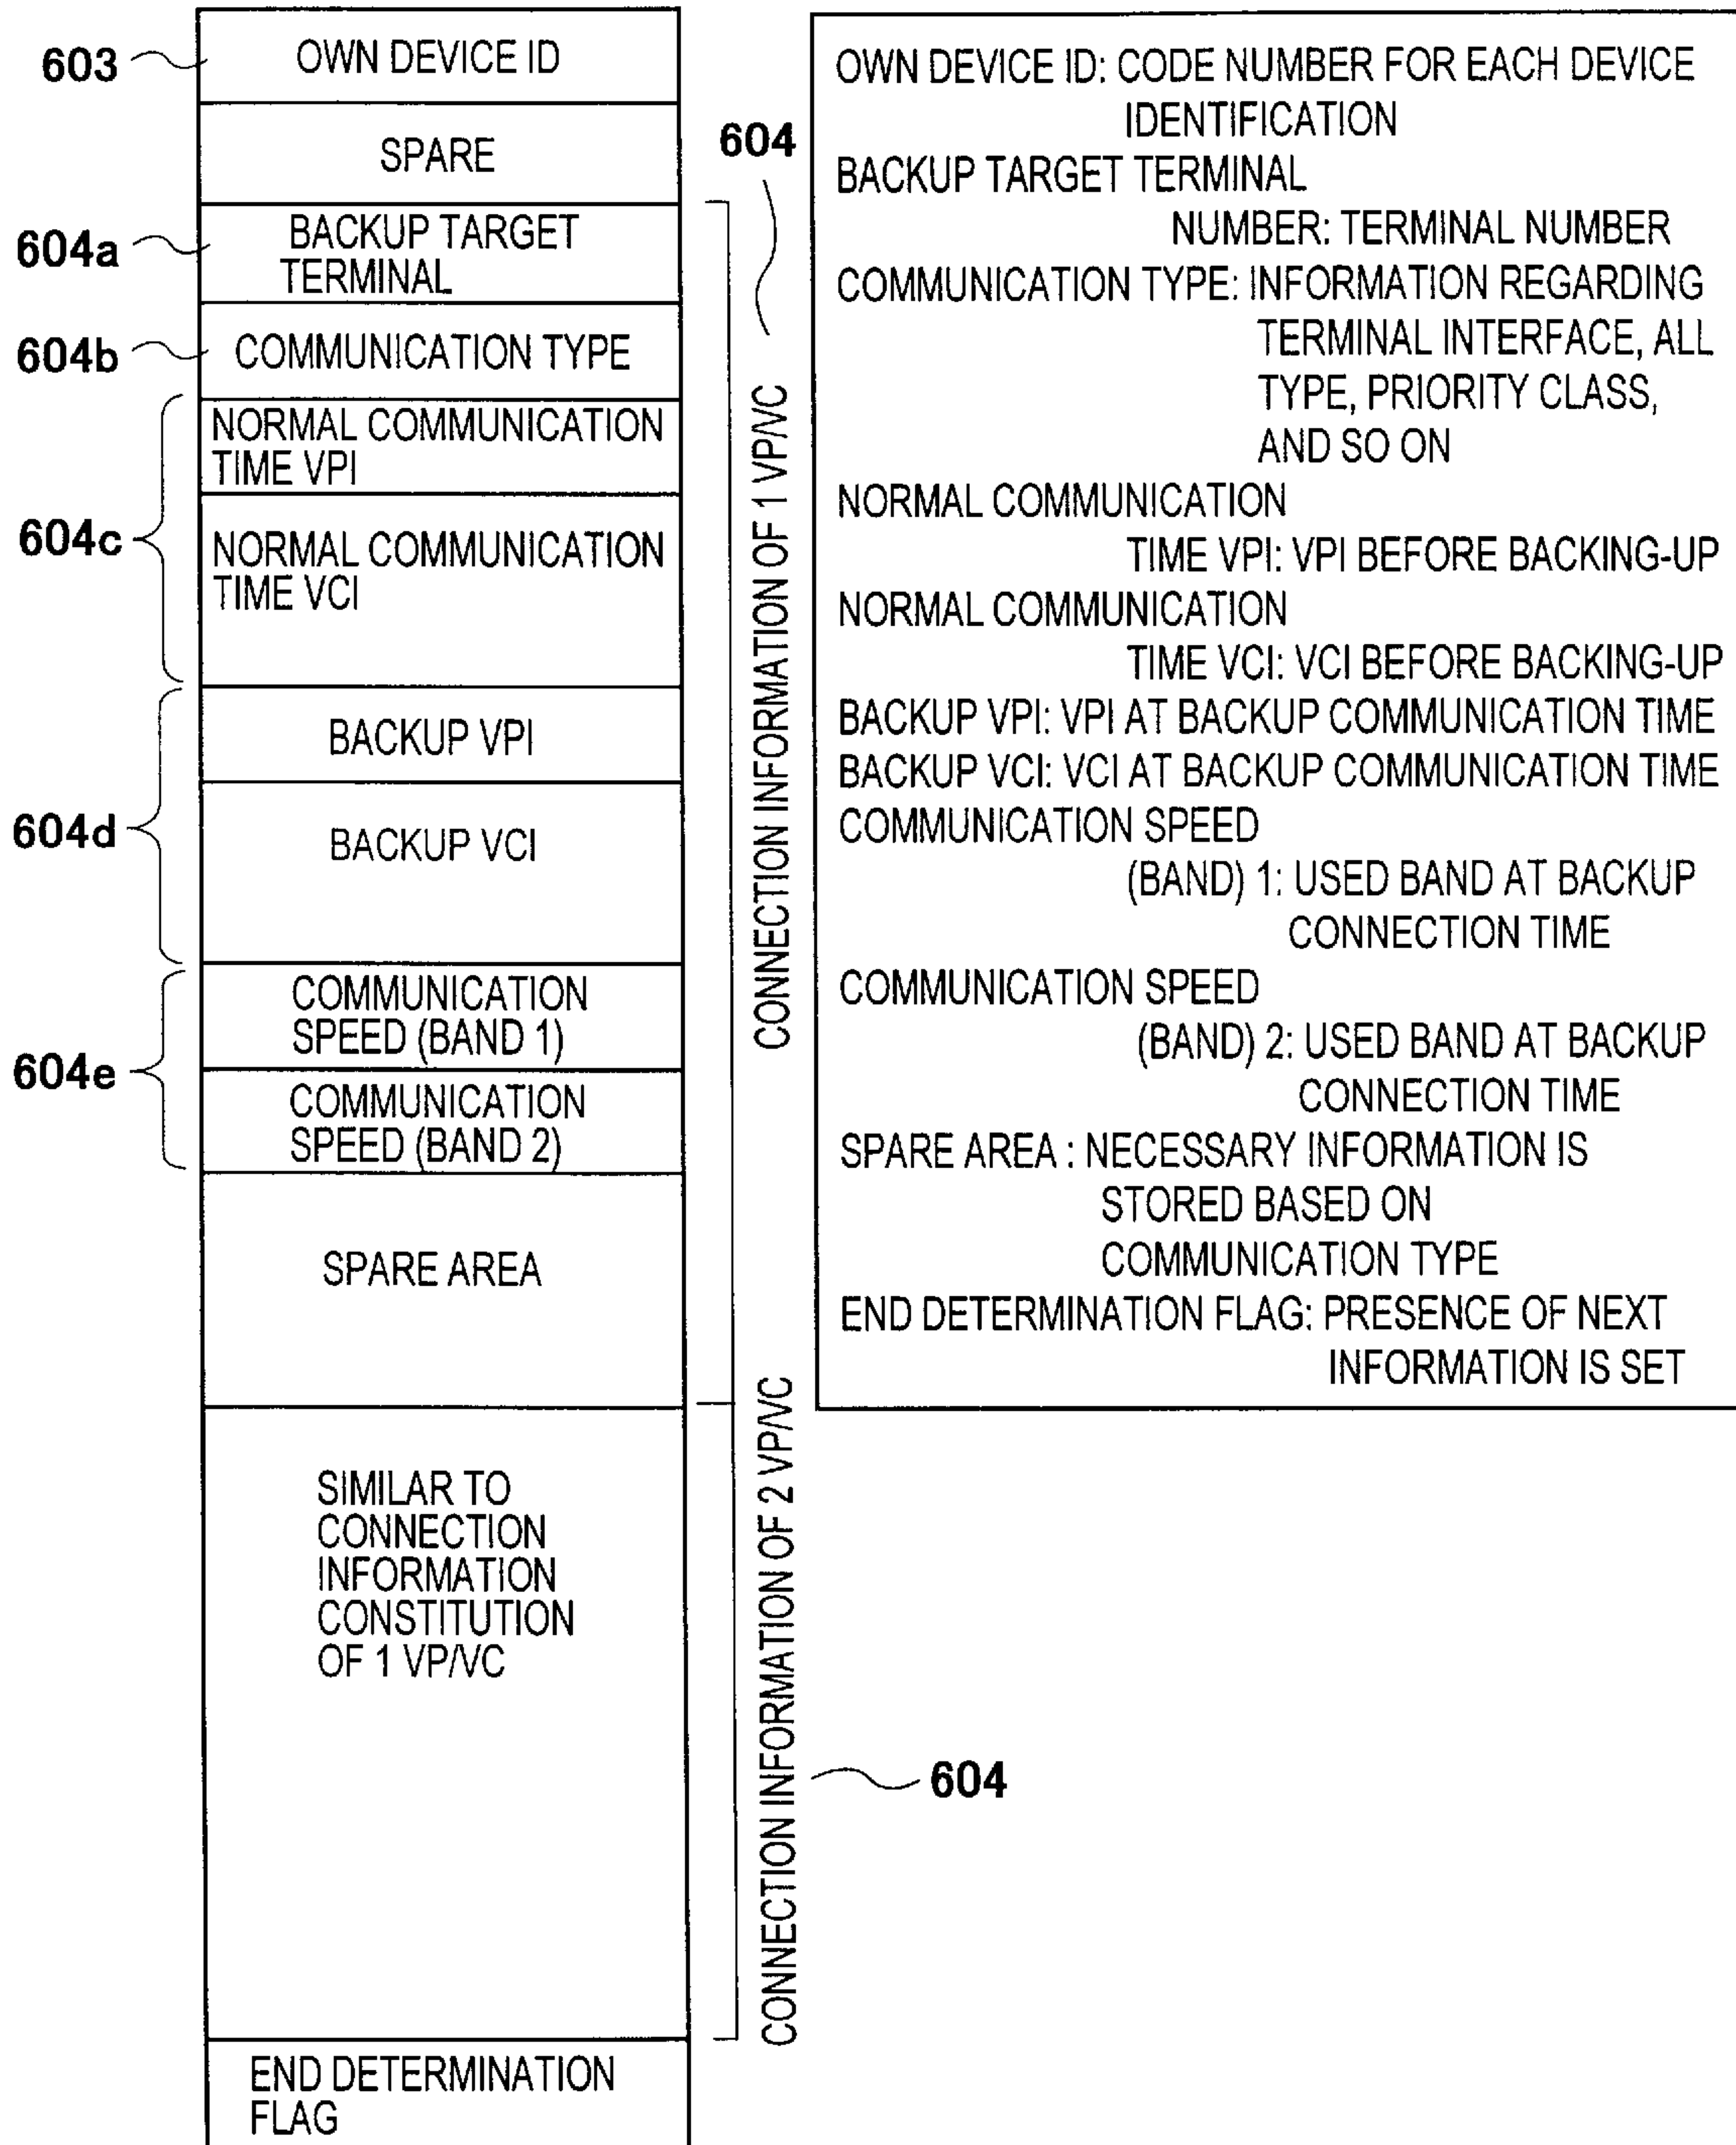 603
OWN DEVICE ID
SPARE
604
604a
BACKUP TARGET
TERMINAL
604b
COMMUNICATION TYPE
604c
NORMAL COMMUNICATION
TIME VPI
NORMAL COMMUNICATION
TIME VCI
604d
BACKUP VPI
BACKUP VCI
604e
COMMUNICATION
SPEED (BAND 1)
COMMUNICATION
SPEED (BAND 2)
SPARE AREA
CONNECTION INFORMATION OF 1 VP/VC
SIMILAR TO
CONNECTION
INFORMATION
CONSTITUTION
OF 1 VP/VC
CONNECTION INFORMATION OF 2 VP/VC
604
END DETERMINATION
FLAG
OWN DEVICE ID: CODE NUMBER FOR EACH DEVICE
IDENTIFICATION
BACKUP TARGET TERMINAL
NUMBER: TERMINAL NUMBER
COMMUNICATION TYPE: INFORMATION REGARDING
TERMINAL INTERFACE, ALL
TYPE, PRIORITY CLASS,
AND SO ON
NORMAL COMMUNICATION
TIME VPI: VPI BEFORE BACKING-UP
NORMAL COMMUNICATION
TIME VCI: VCI BEFORE BACKING-UP
BACKUP VPI: VPI AT BACKUP COMMUNICATION TIME
BACKUP VCI: VCI AT BACKUP COMMUNICATION TIME
COMMUNICATION SPEED
(BAND) 1: USED BAND AT BACKUP
CONNECTION TIME
COMMUNICATION SPEED
(BAND) 2: USED BAND AT BACKUP
CONNECTION TIME
SPARE AREA : NECESSARY INFORMATION IS
STORED BASED ON
COMMUNICATION TYPE
END DETERMINATION FLAG: PRESENCE OF NEXT
INFORMATION IS SET